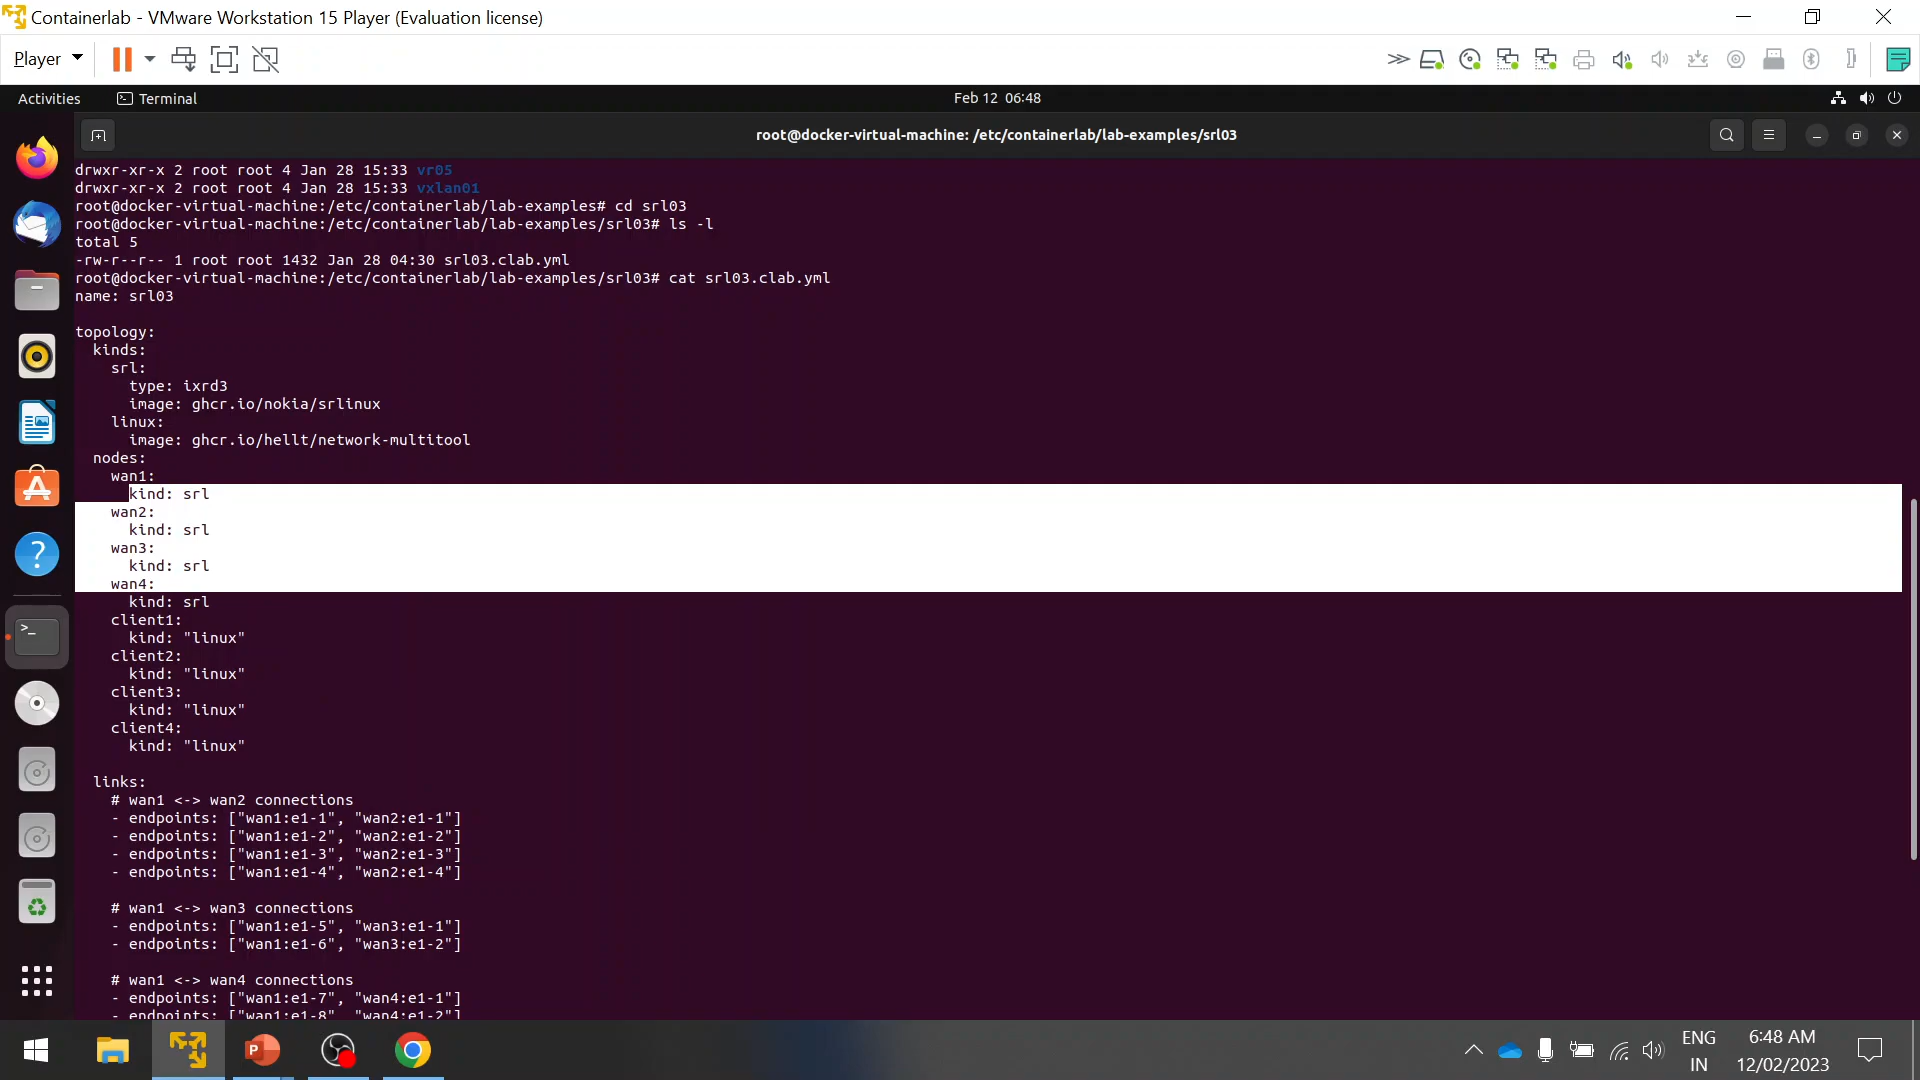 Containerlab - VMware Workstation 15 Player (Evaluation license)
Player
Activities
Terminal
Feb 12 06:48
root@docker-virtual-machine: /etc/containerlab/lab-examples/srl03
drwxr-xr-x 2 root root 4 Jan 28 15:33 vr05
drwxr-xr-x 2 root root 4 Jan 28 15:33 vxlan01
root@docker-virtual-machine:/etc/containerlab/lab-examples# cd srl03
root@docker-virtual-machine:/etc/containerlab/lab-examples/srl03# ls -l
total 5
-rw-r--r-- 1 root root 1432 Jan 28 04:30 srl03.clab.yml
root@docker-virtual-machine:/etc/containerlab/lab-examples/srl03# cat srl03.clab.yml
name: srl03
topology:
kinds:
srl:
type: ixrd3
image: ghcr.io/nokia/srlinux
linux:
image: ghcr.io/hellt/network-multitool
nodes:
wan1:
kind: srl
wan2:
kind: srl
wan3:
kind: srl
wan4:
kind: srl
client1:
kind: "linux"
client2:
kind: "linux"
client3:
kind: "linux"
client4:
kind: "linux"
links:
# wan1 <-> wan2 connections
- endpoints: ["wan1:e1-1", "wan2:e1-1"]
- endpoints: ["wan1:e1-2", "wan2:e1-2"]
- endpoints: ["wan1:e1-3", "wan2:e1-3"]
- endpoints: ["wan1:e1-4", "wan2:e1-4"]
# wan1 <-> wan3 connections
- endpoints: ["wan1:e1-5", "wan3:e1-1"]
- endpoints: ["wan1:e1-6", "wan3:e1-2"]
# wan1 <-> wan4 connections
- endpoints: ["wan1:e1-7", "wan4:e1-1"]
- endpoints: ["wan1:e1-8", "wan4:e1-2"]
ENG
IN
6:48 AM
12/02/2023